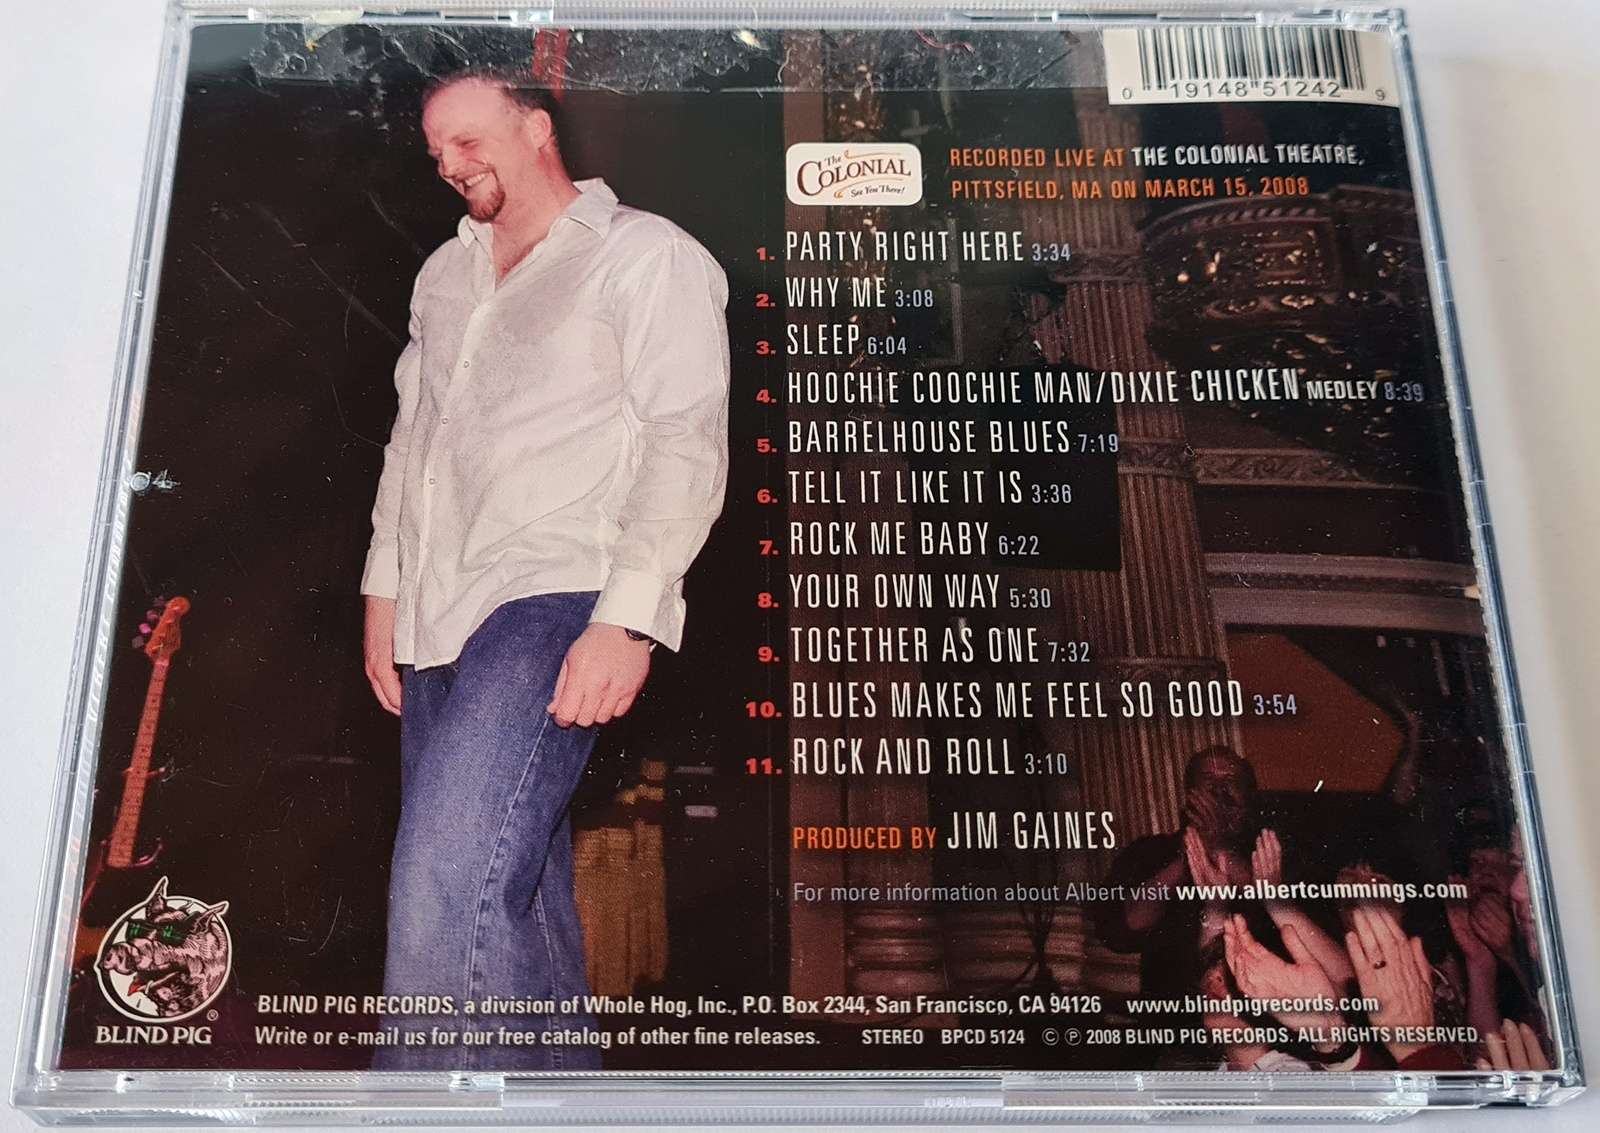 0 19148 51242 9
The
COLONIAL
See You There!
RECORDED LIVE AT THE COLONIAL THEATRE,
PITTSFIELD, MA ON MARCH 15, 2008
1. PARTY RIGHT HERE 3:34
2. WHY ME 3:08
3. SLEEP 6:04
4. HOOCHIE COOCHIE MAN/DIXIE CHICKEN MEDLEY 8:39
5. BARRELHOUSE BLUES 7:19
6. TELL IT LIKE IT IS 3:36
7. ROCK ME BABY 6:22
8. YOUR OWN WAY 5:30
9. TOGETHER AS ONE 7:32
10. BLUES MAKES ME FEEL SO GOOD 3:54
11. ROCK AND ROLL 3:10
PRODUCED BY JIM GAINES
For more information about Albert visit www.albertcummings.com
BLIND PIG ®
BLIND PIG RECORDS, a division of Whole Hog, Inc., P.O. Box 2344, San Francisco, CA 94126 www.blindpigrecords.com
Write or e-mail us for our free catalog of other fine releases. STEREO BPCD 5124 © ℗ 2008 BLIND PIG RECORDS. ALL RIGHTS RESERVED.